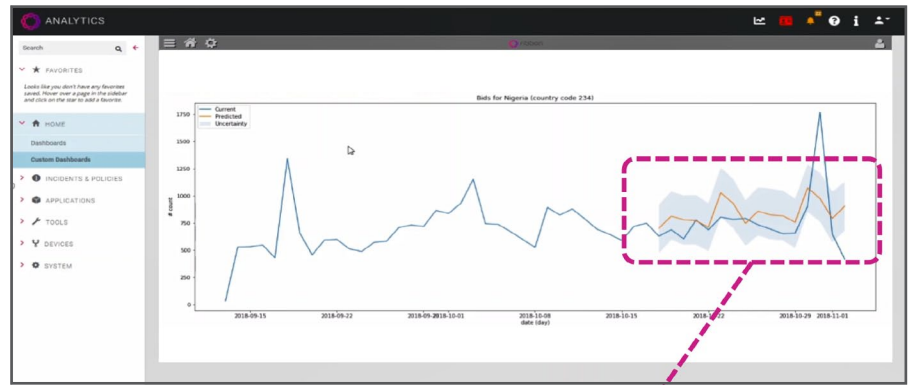 ANALYTICS
Search
FAVORITES
Looks like you don't have any favorites
saved. Hover over a page in the sidebar
and click on the star to add a favorite.
HOME
Dashboards
Custom Dashboards
INCIDENTS & POLICIES
APPLICATIONS
TOOLS
DEVICES
SYSTEM
Bids for Nigeria (country code 234)
Current
Predicted
Uncertainty
# count
1750
1500
1250
1000
750
500
250
0
2018-09-15
2018-09-22
2018-09-29
2018-10-01
2018-10-08
2018-10-15
2018-10-22
2018-10-29
2018-11-01
date (day)